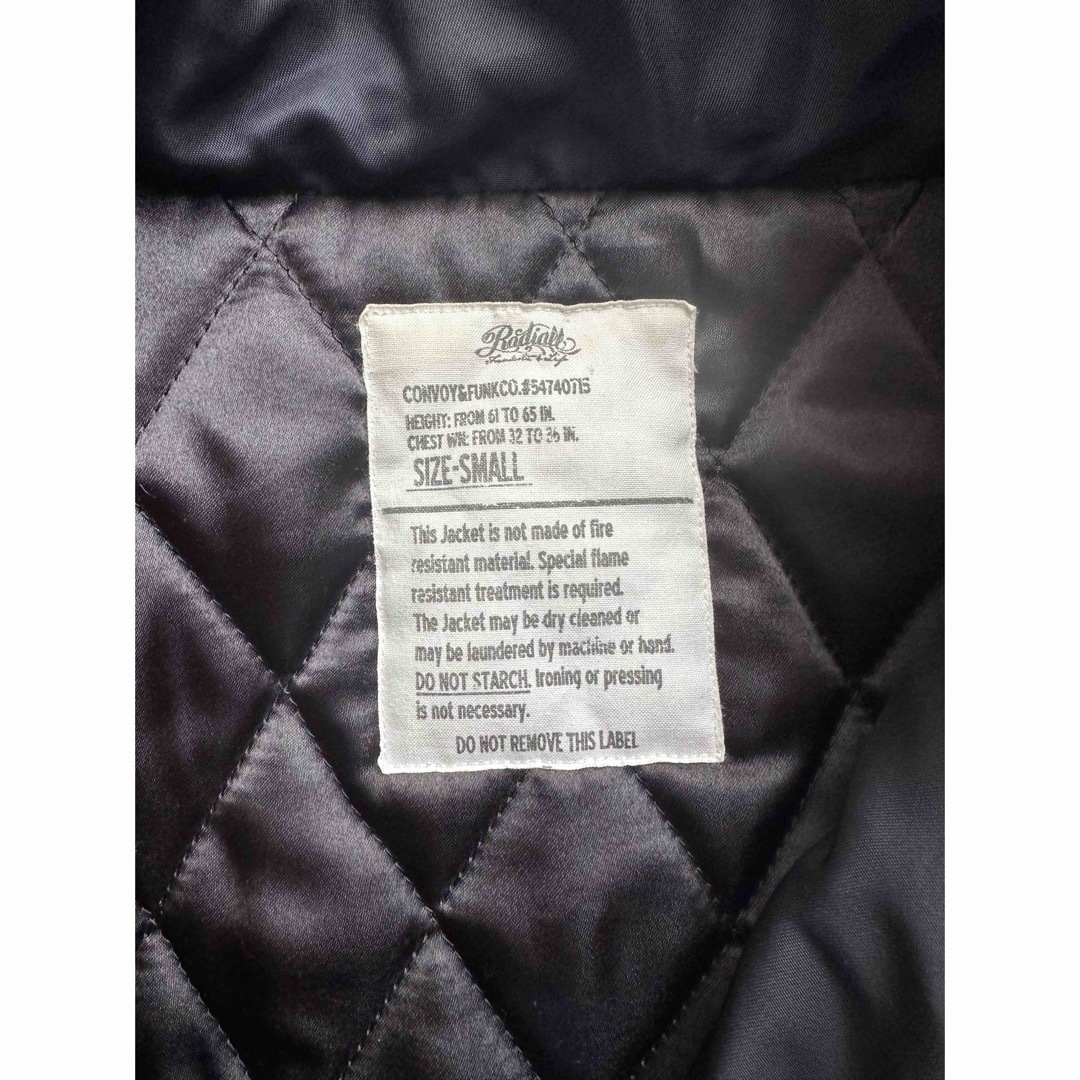 Radiall
CONVOY&FUNKCO.#54740715
HEIGHT: FROM 61 TO 65 IN.
CHEST WN: FROM 32 TO 36 IN.
SIZE-SMALL
This Jacket is not made of fire
resistant material. Special flame
resistant treatment is required.
The Jacket may be dry cleaned or
may be laundered by machine or hand.
DO NOT STARCH. Ironing or pressing
is not necessary.
DO NOT REMOVE THIS LABEL